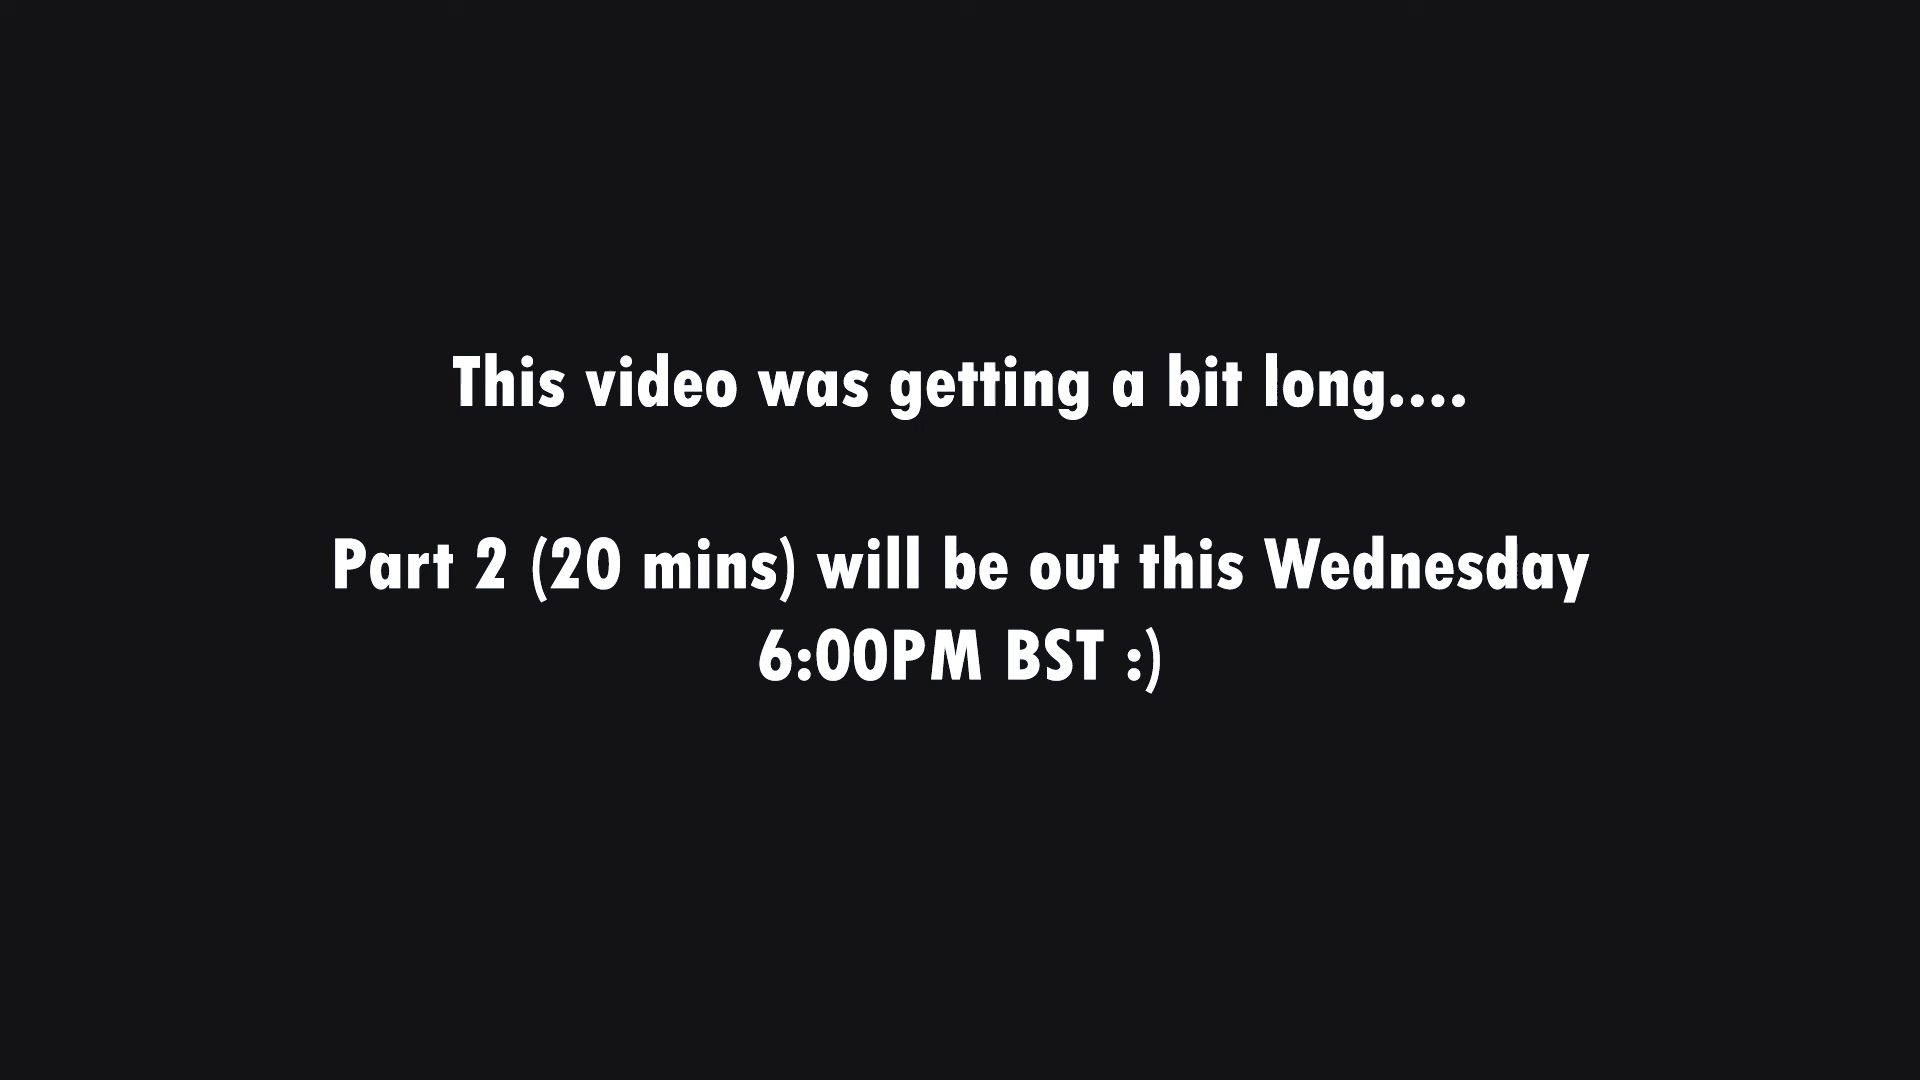 This video was getting a bit long....
Part 2 (20 mins) will be out this Wednesday
6:00PM BST :)